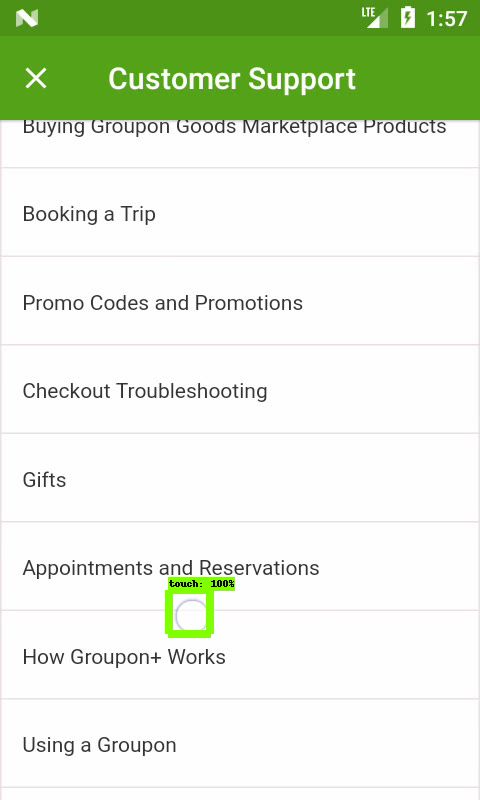 LTE 1:57
Customer Support
Buying Groupon Goods Marketplace Products
Booking a Trip
Promo Codes and Promotions
Checkout Troubleshooting
Gifts
Appointments and Reservations
touch: 100%
How Groupon+ Works
Using a Groupon